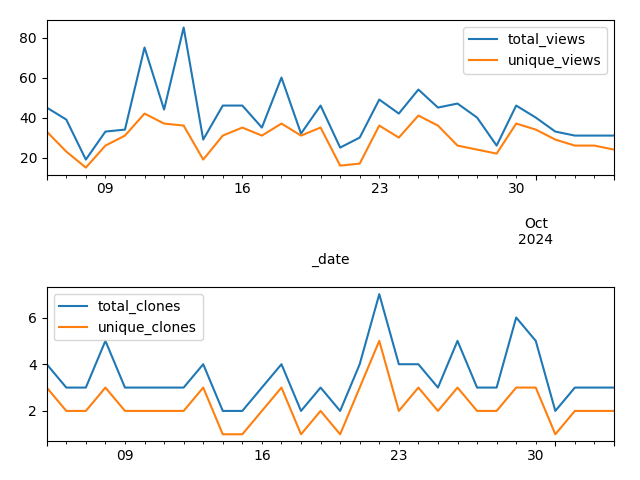 80
60
40
20
total_views
unique_views
09
16
23
30
Oct
2024
_date
6
4
2
total_clones
unique_clones
09
16
23
30